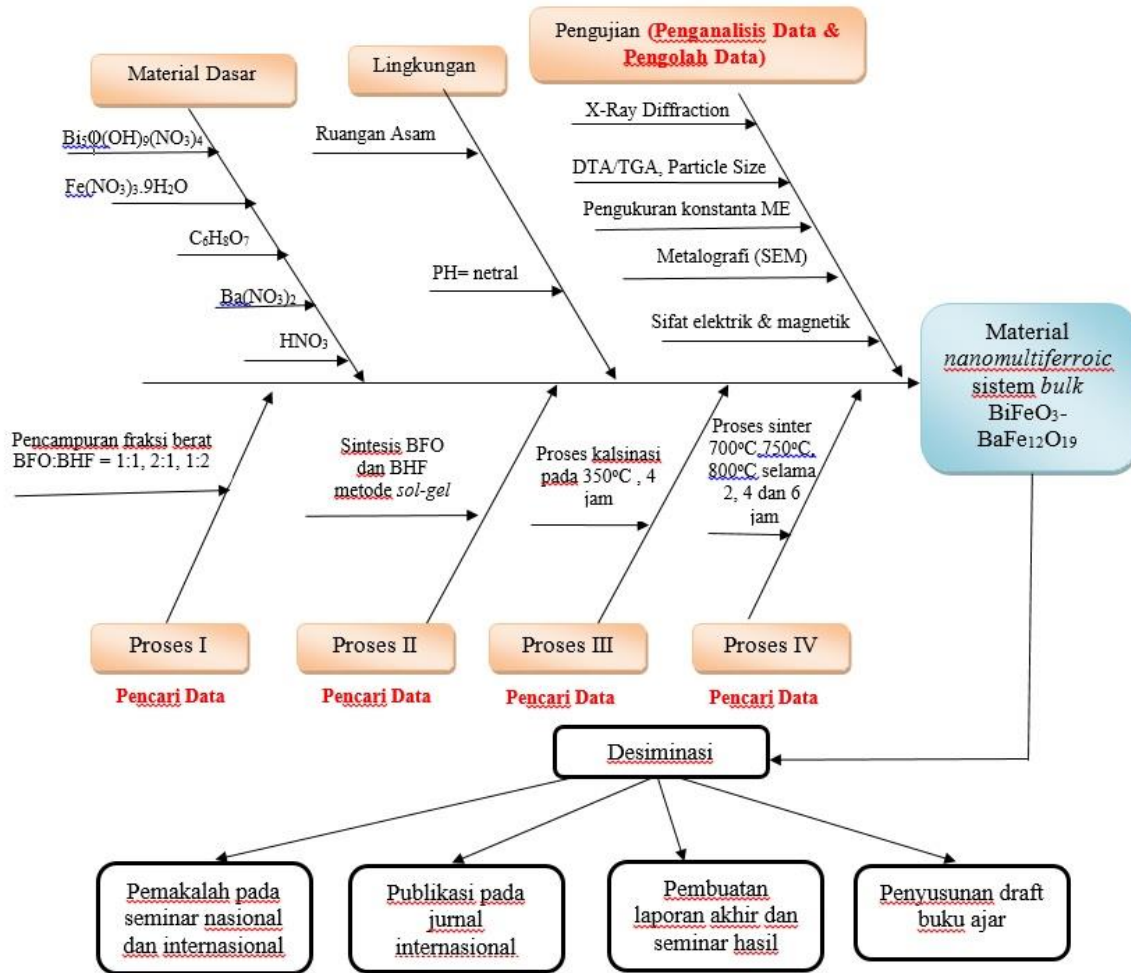 Material Dasar
Bi₅O(OH)₉(NO₃)₄
Fe(NO₃)₃.9H₂O
C₆H₈O₇
Ba(NO₃)₂
HNO₃
Lingkungan
Ruangan Asam
PH= netral
Pengujian (Penganalisis Data &
Pengolah Data)
X-Ray Diffraction
DTA/TGA, Particle Size
Pengukuran konstanta ME
Metalografi (SEM)
Sifat elektrik & magnetik
Material
nanomultiferroic
sistem bulk
BiFeO₃-
BaFe₁₂O₁₉
Pencampuran fraksi berat
BFO:BHF = 1:1, 2:1, 1:2
Sintesis BFO
dan BHF
metode sol-gel
Proses kalsinasi
pada 350°C , 4
jam
Proses sinter
700°C,750°C,
800°C selama
2, 4 dan 6
jam
Proses I
Pencari Data
Proses II
Pencari Data
Proses III
Pencari Data
Proses IV
Pencari Data
Desiminasi
Pemakalah pada
seminar nasional
dan internasional
Publikasi pada
jurnal
internasional
Pembuatan
laporan akhir dan
seminar hasil
Penyusunan draft
buku ajar